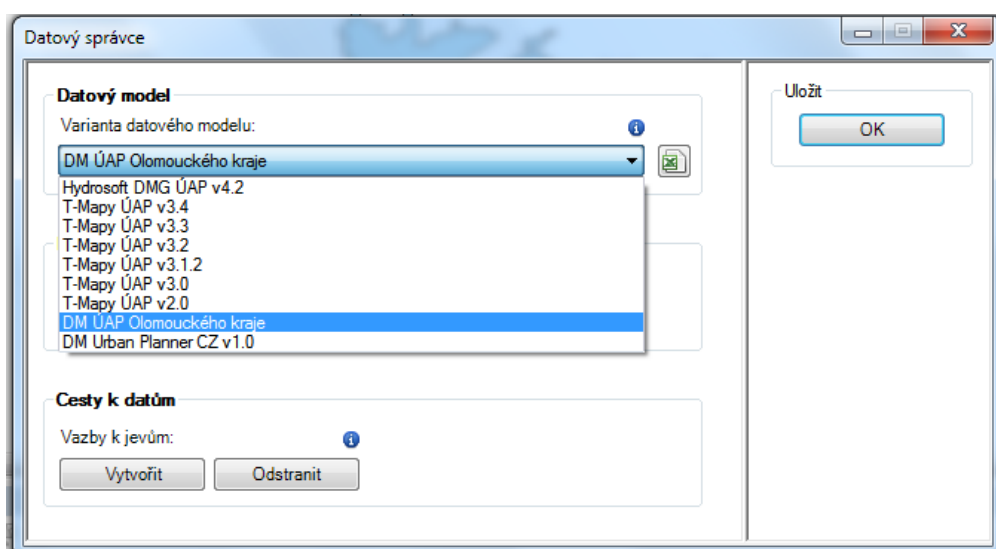 Datový správce
Datový model
Varianta datového modelu:
DM ÚAP Olomouckého kraje
Hydrosoft DMG ÚAP v4.2
T-Mapy ÚAP v3.4
T-Mapy ÚAP v3.3
T-Mapy ÚAP v3.2
T-Mapy ÚAP v3.1.2
T-Mapy ÚAP v3.0
T-Mapy ÚAP v2.0
DM ÚAP Olomouckého kraje
DM Urban Planner CZ v1.0
Cesty k datům
Vazby k jevům:
Vytvořit Odstranit
Uložit
OK